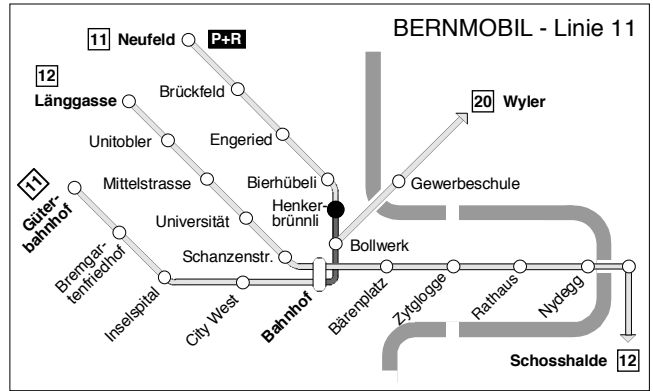 BERNMOBIL - Linie 11
11 Neufeld P+R
12
Länggasse
Brückfeld
20 Wyler
Unitobler
Engeried
Mittelstrasse
Bierhübeli
Gewerbeschule
11
Güter-
bahnhof
Henker-
brünnli
Universität
Bremgar-
tenfriedhof
Schanzenstr.
Bollwerk
Inselspital
City West
Bahnhof
Bärenplatz
Zytglogge
Rathaus
Nydegg
Schosshalde 12